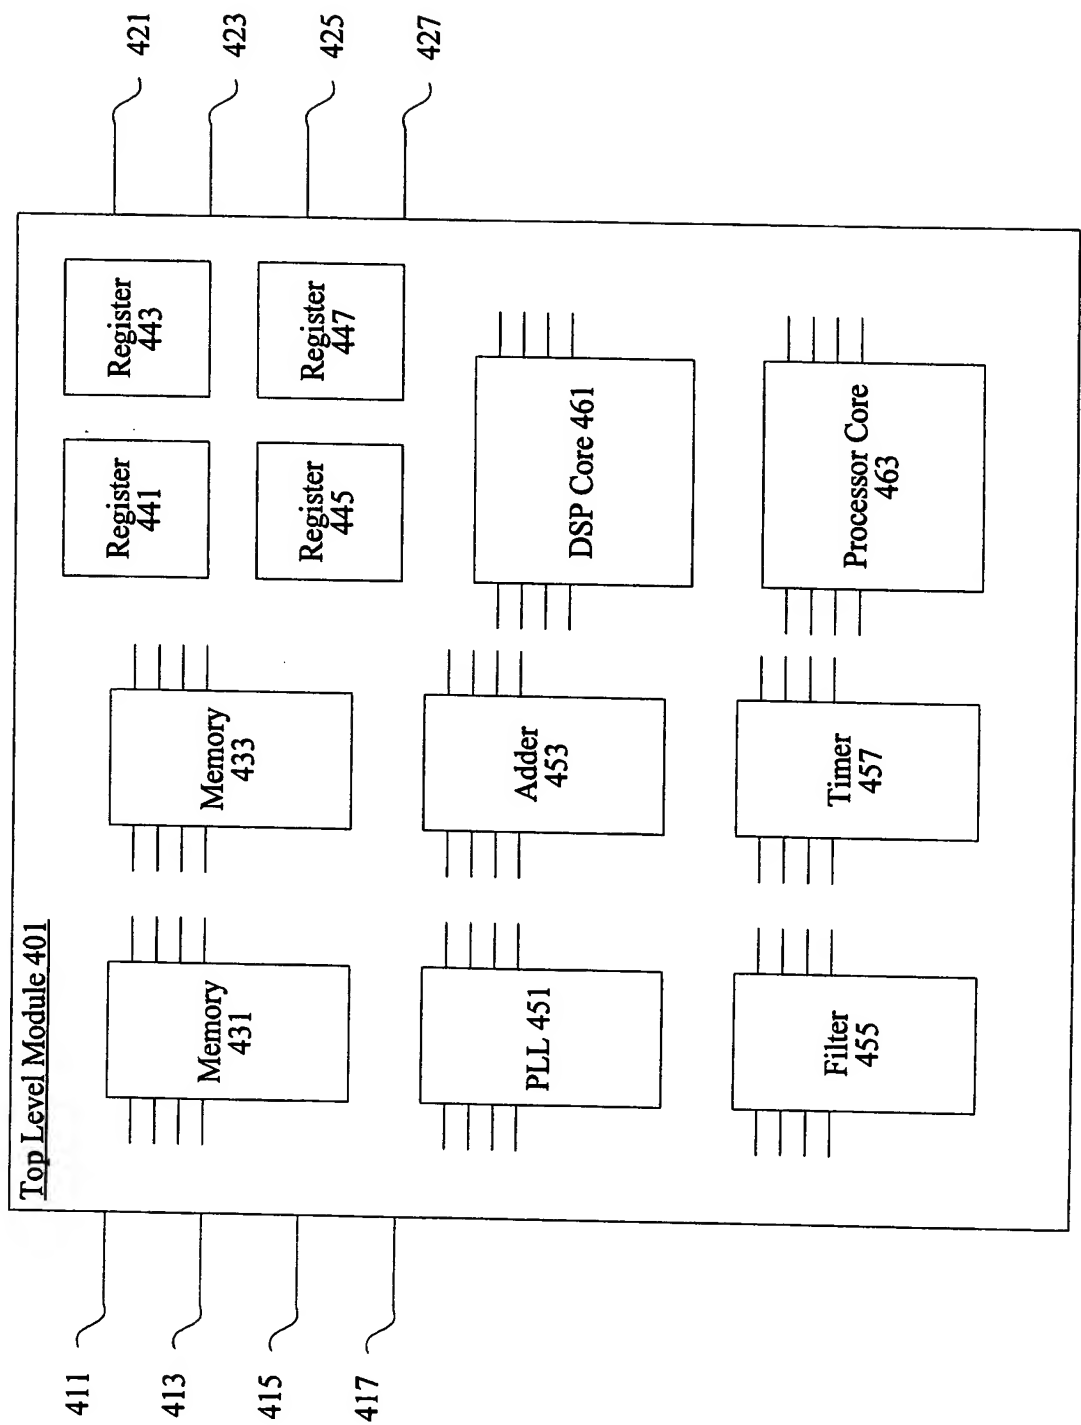 Top Level Module 401
411
413
415
417
421
423
425
427
Memory
431
Memory
433
Register
441
Register
443
Register
445
Register
447
PLL 451
Adder
453
DSP Core 461
Filter
455
Timer
457
Processor Core
463